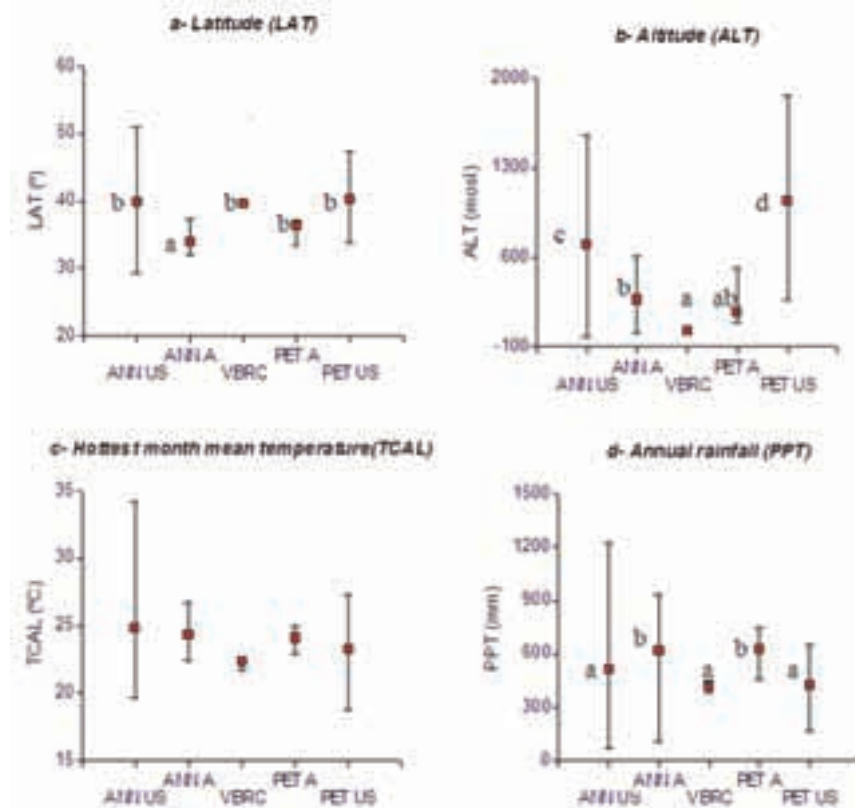 a- Latitude (LAT)
60
50
40
30
20
LAT (º)
b
a
b
b
b
ANN US
ANN A
VBRC
PET A
PET US
b- Altitude (ALT)
2000
1300
600
-100
ALT (mosl)
c
b
a
ab
d
ANN US
ANN A
VBRC
PET A
PET US
c- Hottest month mean temperature(TCAL)
35
30
25
20
15
TCAL (ºC)
ANN US
ANN A
VBRC
PET A
PET US
d- Annual rainfall (PPT)
1500
1200
900
600
300
0
PPT (mm)
a
b
a
b
a
ANN US
ANN A
VBRC
PET A
PET US